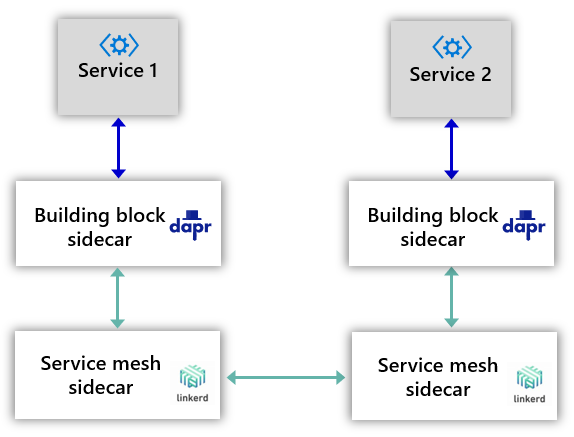 Service 1
Service 2
Building block
sidecar
dapr
Building block
sidecar
dapr
Service mesh
sidecar
linkerd
Service mesh
sidecar
linkerd